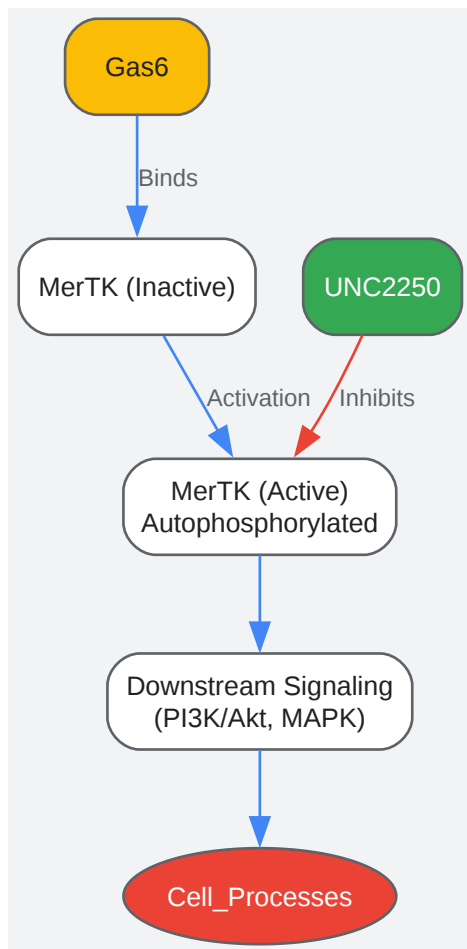 Gas6
Binds
MerTK (Inactive)
UNC2250
Activation
Inhibits
MerTK (Active)
Autophosphorylated
Downstream Signaling
(PI3K/Akt, MAPK)
Cell_Processes